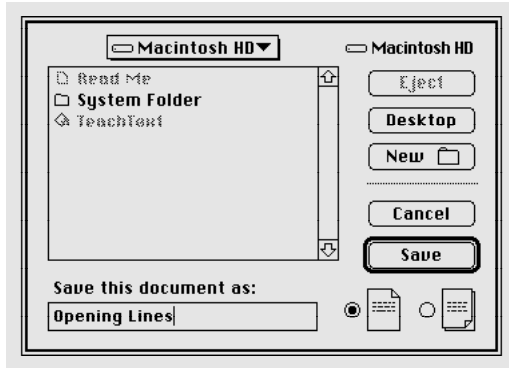 Macintosh HD
Macintosh HD
Read Me
System Folder
TeachText
Eject
Desktop
New
Cancel
Save
Save this document as:
Opening Lines